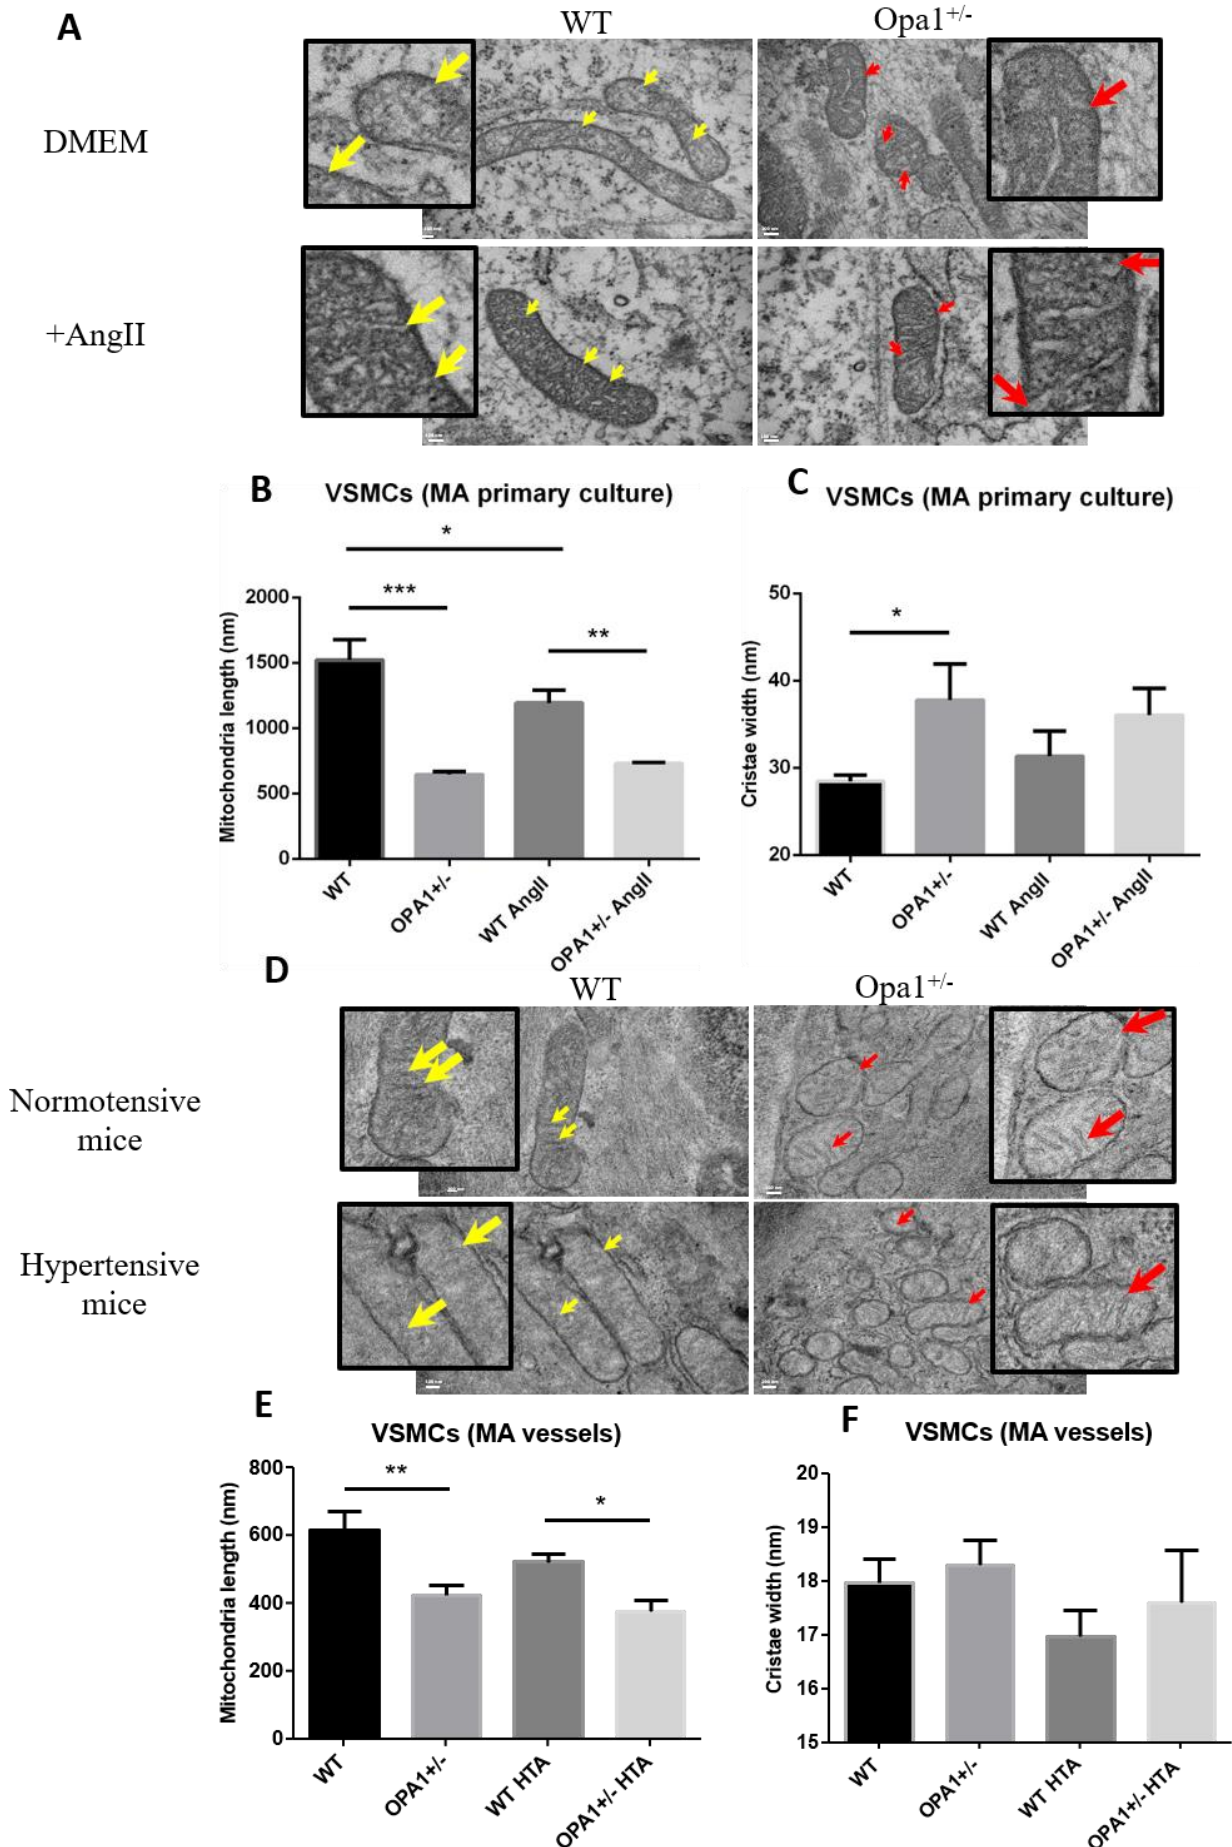 A
WT
Opa1+/-
DMEM
+AngII
B
VSMCs (MA primary culture)
Mitochondria length (nm)
2000
1500
1000
500
0
*
***
**
WT
OPA1+/-
WT AngII
OPA1+/- AngII
C
VSMCs (MA primary culture)
Cristae width (nm)
50
40
30
20
*
WT
OPA1+/-
WT AngII
OPA1+/- AngII
D
WT
Opa1+/-
Normotensive
mice
Hypertensive
mice
E
VSMCs (MA vessels)
Mitochondria length (nm)
800
600
400
200
0
**
*
WT
OPA1+/-
WT HTA
OPA1+/- HTA
F
VSMCs (MA vessels)
Cristae width (nm)
20
19
18
17
16
15
WT
OPA1+/-
WT HTA
OPA1+/- HTA